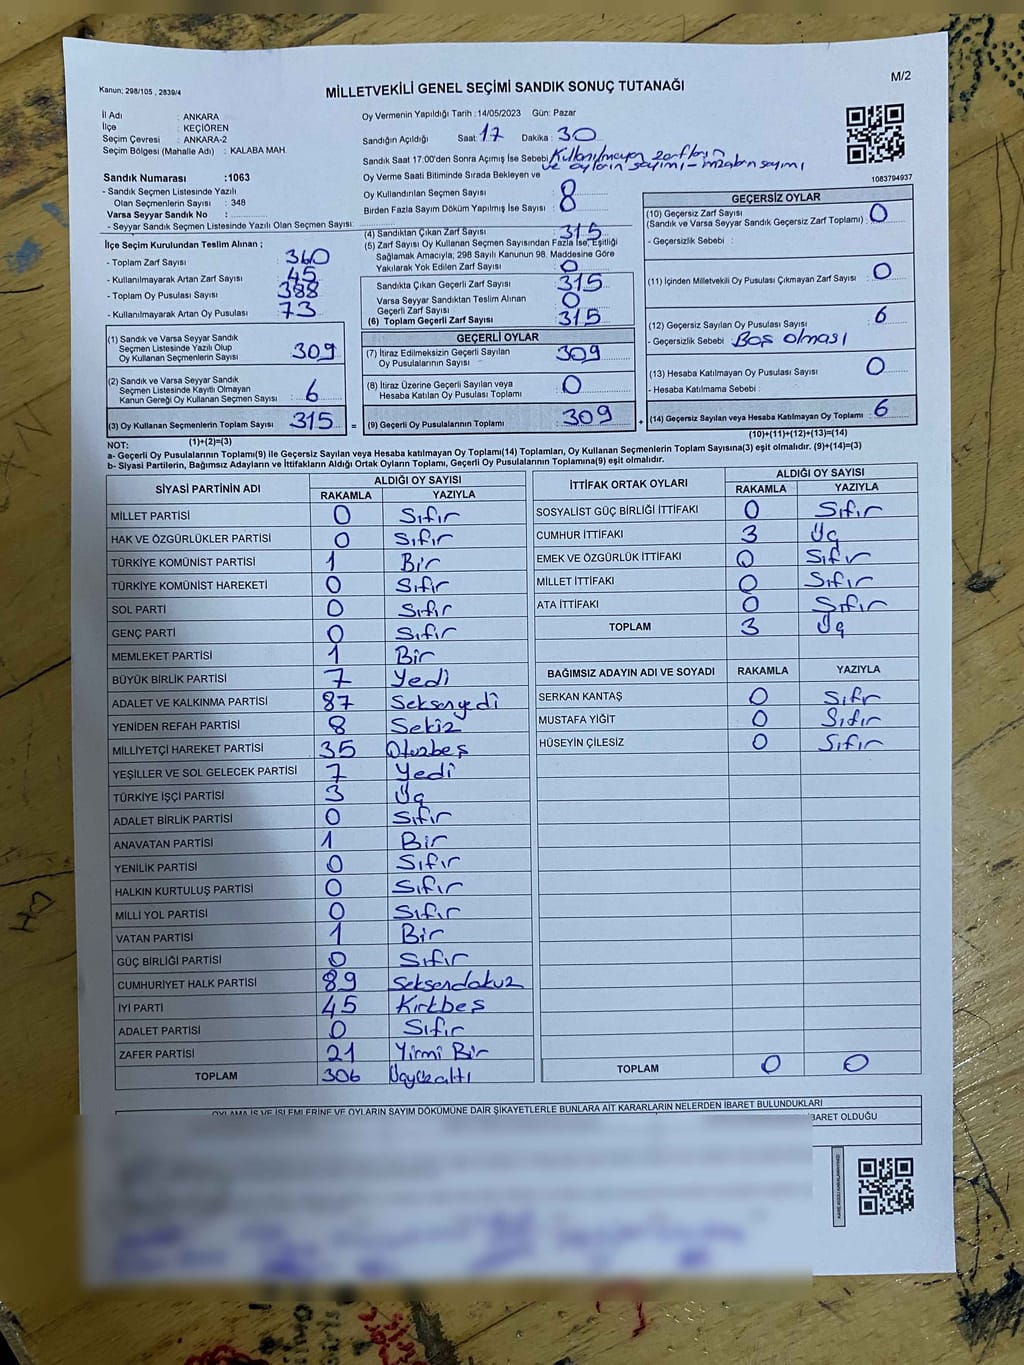 Kanun; 298/105 , 2839/4
MİLLETVEKİLİ GENEL SEÇİMİ SANDIK SONUÇ TUTANAĞI
M/2
İl Adı : ANKARA
İlçe : KEÇİÖREN
Seçim Çevresi : ANKARA-2
Seçim Bölgesi (Mahalle Adı) : KALABA MAH.
Sandık Numarası :1063
- Sandık Seçmen Listesinde Yazılı
Olan Seçmenlerin Sayısı : 348
Varsa Seyyar Sandık No :
- Seyyar Sandık Seçmen Listesinde Yazılı Olan Seçmen Sayısı:
Oy Vermenin Yapıldığı Tarih :14/05/2023 Gün: Pazar
Sandığın Açıldığı Saat: 17 Dakika : 30
Sandık Saat 17:00'den Sonra Açımış İse Sebebi Kullanılmayan zarfların
ve oyların sayımı - imzaların sayımı
Oy Verme Saati Bitiminde Sırada Bekleyen ve
Oy Kullandırılan Seçmen Sayısı : 8
Birden Fazla Sayım Döküm Yapılmış İse Sayısı :
1063794937
İlçe Seçim Kurulundan Teslim Alınan ;
- Toplam Zarf Sayısı : 360
- Kullanılmayarak Artan Zarf Sayısı : 45
- Toplam Oy Pusulası Sayısı : 388
- Kullanılmayarak Artan Oy Pusulası : 73
(1) Sandık ve Varsa Seyyar Sandık
Seçmen Listesinde Yazılı Olup
Oy Kullanan Seçmenlerin Sayısı : 309
(2) Sandık ve Varsa Seyyar Sandık
Seçmen Listesinde Kayıtlı Olmayan
Kanun Gereği Oy Kullanan Seçmen Sayısı : 6
(3) Oy Kullanan Seçmenlerin Toplam Sayısı : 315 =
(1)+(2)=(3)
(4) Sandıktan Çıkan Zarf Sayısı : 315
(5) Zarf Sayısı Oy Kullanan Seçmen Sayısından Fazla İse, Eşitliği
Sağlamak Amacıyla; 298 Sayılı Kanunun 98. Maddesine Göre
Yakılarak Yok Edilen Zarf Sayısı : 0
Sandıkta Çıkan Geçerli Zarf Sayısı : 315
Varsa Seyyar Sandıktan Teslim Alınan
Geçerli Zarf Sayısı : 0
(6) Toplam Geçerli Zarf Sayısı : 315
GEÇERLİ OYLAR
(7) İtiraz Edilmeksizin Geçerli Sayılan
Oy Pusulalarının Sayısı : 309
(8) İtiraz Üzerine Geçerli Sayılan veya
Hesaba Katılan Oy Pusulası Toplamı : 0
(9) Geçerli Oy Pusulalarının Toplamı : 309 +
GEÇERSİZ OYLAR
(10) Geçersiz Zarf Sayısı
(Sandık ve Varsa Seyyar Sandık Geçersiz Zarf Toplamı) : 0
- Geçersizlik Sebebi :
(11) İçinden Milletvekili Oy Pusulası Çıkmayan Zarf Sayısı : 0
(12) Geçersiz Sayılan Oy Pusulası Sayısı : 6
- Geçersizlik Sebebi : Boş olması
(13) Hesaba Katılmayan Oy Pusulası Sayısı : 0
- Hesaba Katılmama Sebebi :
(14) Geçersiz Sayılan veya Hesaba Katılmayan Oy Toplamı : 6
(10)+(11)+(12)+(13)=(14)
NOT:
a- Geçerli Oy Pusulasının Toplamı(9) ile Geçersiz Sayılan veya Hesaba katılmayan Oy Toplamı(14) Toplamları, Oy Kullanan Seçmenlerin Toplam Sayısına(3) eşit olmalıdır. (9)+(14)=(3)
b- Siyasi Partilerin, Bağımsız Adayların ve İttifakların Aldığı Ortak Oyların Toplamı, Geçerli Oy Pusulalarının Toplamına(9) eşit olmalıdır.
SİYASİ PARTİNİN ADI ALDIĞI OY SAYISI
RAKAMLA YAZIYLA
MİLLET PARTİSİ 0 Sıfır
HAK VE ÖZGÜRLÜKLER PARTİSİ 0 Sıfır
TÜRKİYE KOMÜNİST PARTİSİ 1 Bir
TÜRKİYE KOMÜNİST HAREKETİ 0 Sıfır
SOL PARTİ 0 Sıfır
GENÇ PARTİ 0 Sıfır
MEMLEKET PARTİSİ 1 Bir
BÜYÜK BİRLİK PARTİSİ 7 Yedi
ADALET VE KALKINMA PARTİSİ 87 Seksenyedi
YENİDEN REFAH PARTİSİ 8 Sekiz
MİLLİYETÇİ HAREKET PARTİSİ 35 Otuzbeş
YEŞİLLER VE SOL GELECEK PARTİSİ 7 Yedi
TÜRKİYE İŞÇİ PARTİSİ 3 Üç
ADALET BİRLİK PARTİSİ 0 Sıfır
ANAVATAN PARTİSİ 1 Bir
YENİLİK PARTİSİ 0 Sıfır
HALKIN KURTULUŞ PARTİSİ 0 Sıfır
MİLLİ YOL PARTİSİ 0 Sıfır
VATAN PARTİSİ 1 Bir
GÜÇ BİRLİĞİ PARTİSİ 0 Sıfır
CUMHURİYET HALK PARTİSİ 89 Seksendokuz
İYİ PARTİ 45 Kırkbeş
ADALET PARTİSİ 0 Sıfır
ZAFER PARTİSİ 21 Yirmi Bir
TOPLAM 306 Üçyüzaltı
İTTİFAK ORTAK OYLARI ALDIĞI OY SAYISI
RAKAMLA YAZIYLA
SOSYALİST GÜÇ BİRLİĞİ İTTİFAKI 0 Sıfır
CUMHUR İTTİFAKI 3 Üç
EMEK VE ÖZGÜRLÜK İTTİFAKI 0 Sıfır
MİLLET İTTİFAKI 0 Sıfır
ATA İTTİFAKI 0 Sıfır
TOPLAM 3 Üç
BAĞIMSIZ ADAYIN ADI VE SOYADI RAKAMLA YAZIYLA
SERKAN KANTAŞ 0 Sıfır
MUSTAFA YİĞİT 0 Sıfır
HÜSEYİN ÇİLESİZ 0 Sıfır
TOPLAM 0 0
OYLAMA İŞ VE İŞLEMLERİNE VE OYLARIN SAYIM DÖKÜMÜNE DAİR ŞİKAYETLERLE BUNLARA AİT KARARLARIN NELERDEN İBARET BULUNDUKLARI
İBARET OLDUĞU